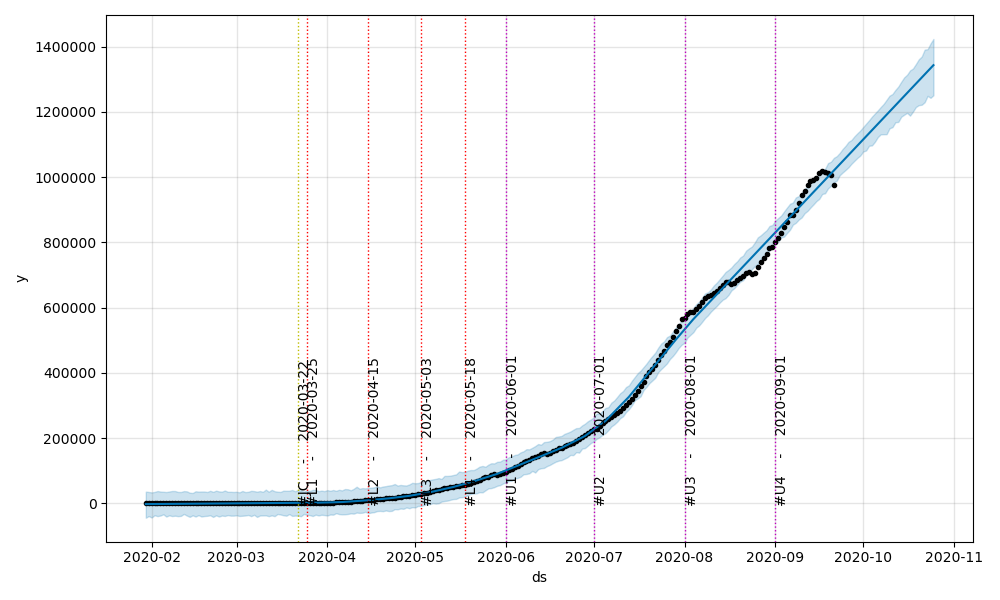 1400000
1200000
1000000
800000
600000
400000
200000
0
y
#JC - 2020-03-22
#L1 - 2020-03-25
#L2 - 2020-04-15
#L3 - 2020-05-03
#L4 - 2020-05-18
#U1 - 2020-06-01
#U2 - 2020-07-01
#U3 - 2020-08-01
#U4 - 2020-09-01
2020-02 2020-03 2020-04 2020-05 2020-06 2020-07 2020-08 2020-09 2020-10 2020-11
ds